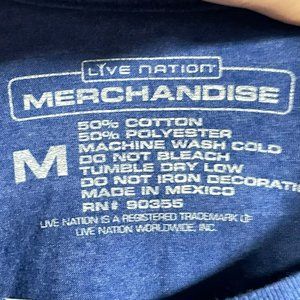 LIVE NATION
MERCHANDISE
M
50% COTTON
50% POLYESTER
MACHINE WASH COLD
DO NOT BLEACH
TUMBLE DRY LOW
DO NOT IRON DECORATI
MADE IN MEXICO
RN# 90355
LIVE NATION IS A REGISTERED TRADEMARK OF
LIVE NATION WORLDWIDE, INC.